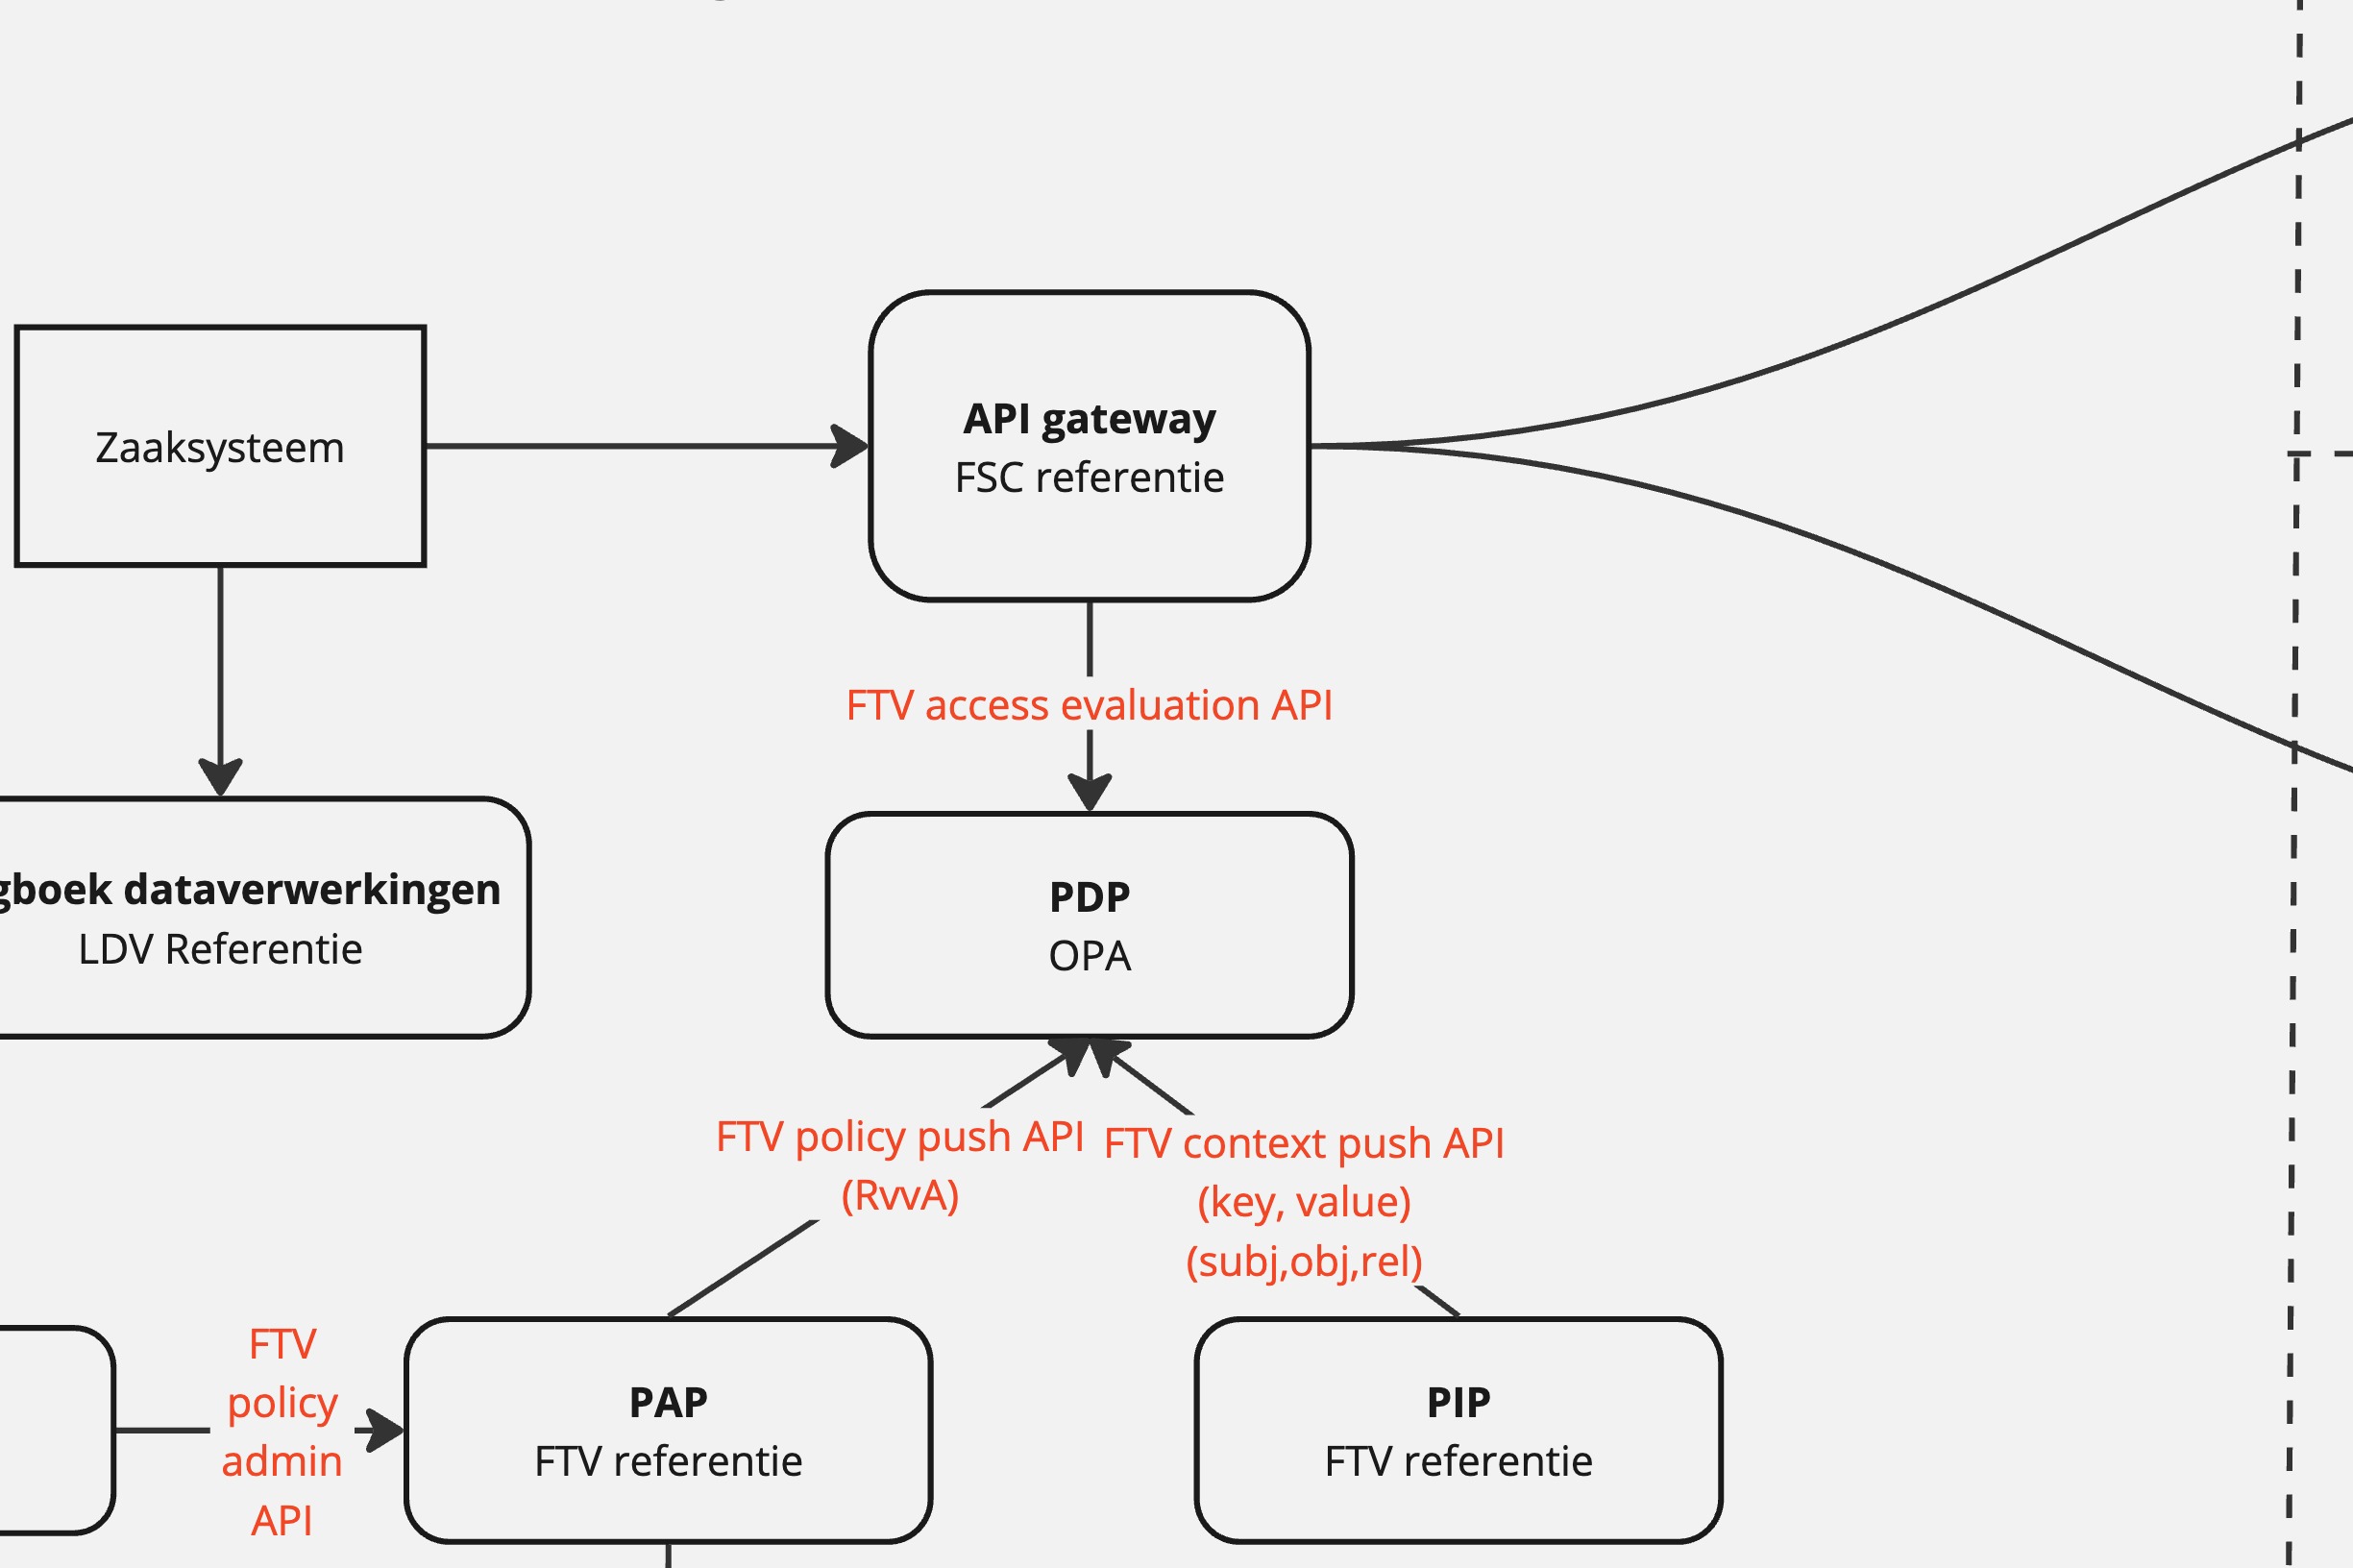 Zaaksysteem
API gateway
FSC referentie
FTV access evaluation API
gboek dataverwerkingen
LDV Referentie
PDP
OPA
FTV policy push API
(RvvA)
FTV context push API
(key, value)
(subj,obj,rel)
FTV
policy
admin
API
PAP
FTV referentie
PIP
FTV referentie